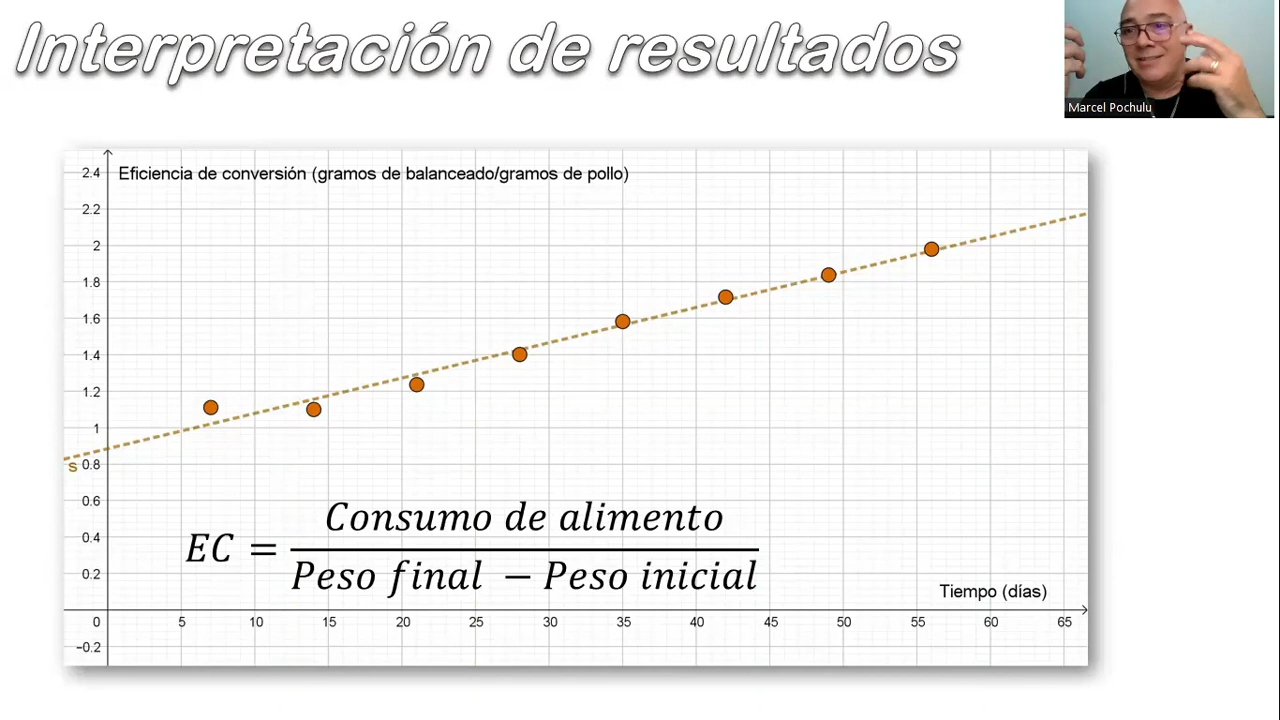 Interpretación de resultados
Marcel Pochulu
Eficiencia de conversión (gramos de balanceado/gramos de pollo)
2.4
2.2
2
1.8
1.6
1.4
1.2
1
s
0.8
0.6
0.4
0.2
0
−0.2
EC = Consumo de alimento
Peso final − Peso inicial
Tiempo (días)
5 10 15 20 25 30 35 40 45 50 55 60 65